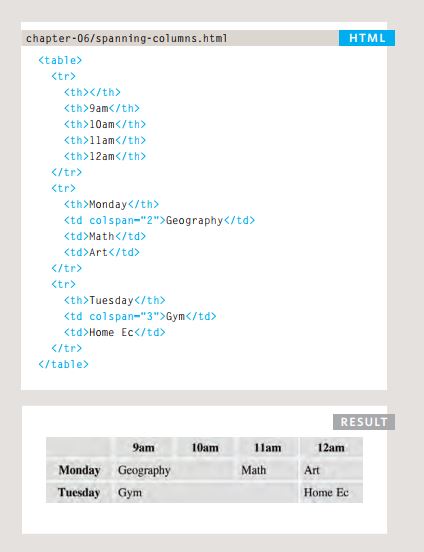 chapter-06/spanning-columns.html HTML
<table>
<tr>
<th></th>
<th>9am</th>
<th>10am</th>
<th>11am</th>
<th>12am</th>
</tr>
<tr>
<th>Monday</th>
<td colspan="2">Geography</td>
<td>Math</td>
<td>Art</td>
</tr>
<tr>
<th>Tuesday</th>
<td colspan="3">Gym</td>
<td>Home Ec</td>
</tr>
</table>
RESULT
9am 10am 11am 12am
Monday Geography Math Art
Tuesday Gym Home Ec